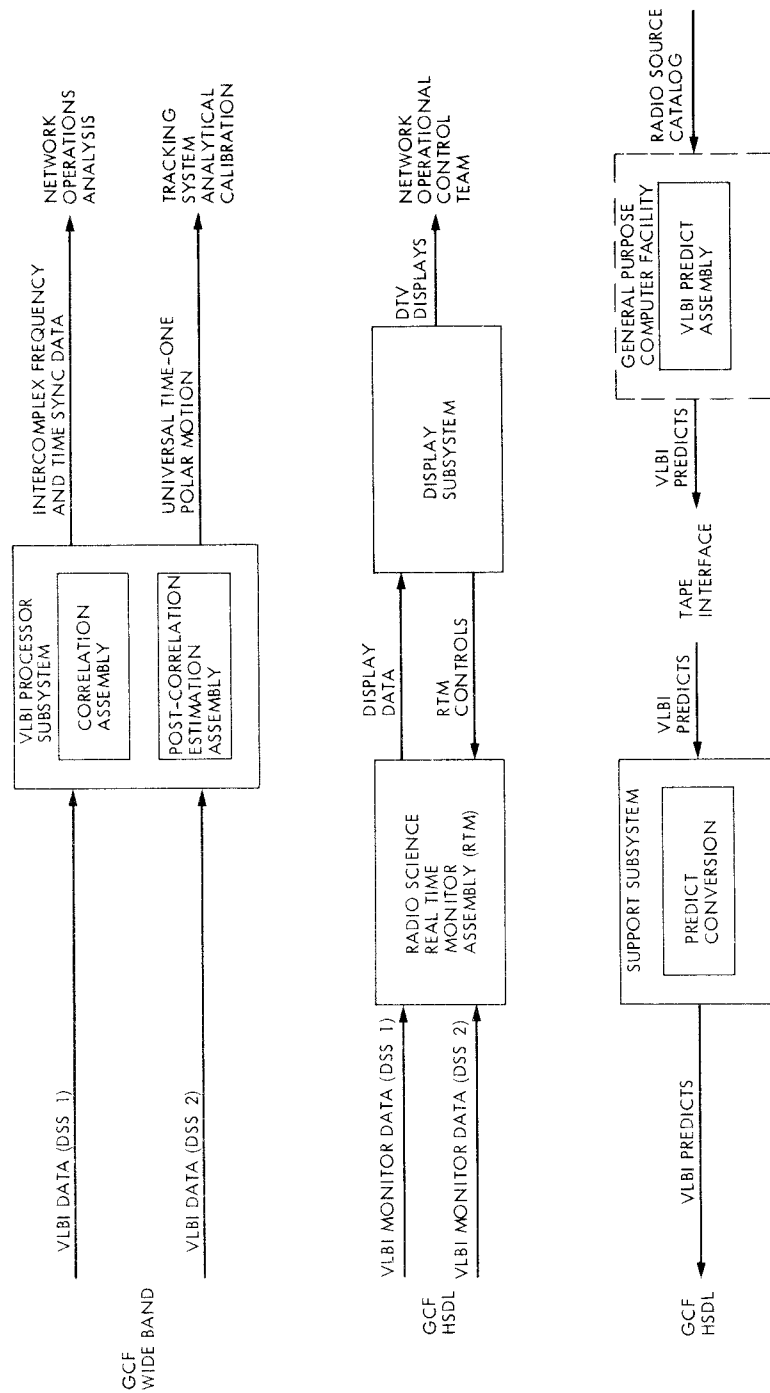 GCF
WIDE BAND
VLBI DATA (DSS 1)
VLBI DATA (DSS 2)
VLBI PROCESSOR
SUBSYSTEM
CORRELATION
ASSEMBLY
POST-CORRELATION
ESTIMATION
ASSEMBLY
INTERCOMPLEX FREQUENCY
AND TIME SYNC DATA
UNIVERSAL TIME-ONE
POLAR MOTION
NETWORK
OPERATIONS
ANALYSIS
TRACKING
SYSTEM
ANALYTICAL
CALIBRATION
GCF
HSDL
VLBI MONITOR DATA (DSS 1)
VLBI MONITOR DATA (DSS 2)
RADIO SCIENCE
REAL TIME
MONITOR
ASSEMBLY (RTM)
DISPLAY
DATA
RTM
CONTROLS
DISPLAY
SUBSYSTEM
DTV
DISPLAYS
NETWORK
OPERATIONAL
CONTROL
TEAM
GCF
HSDL
VLBI PREDICTS
SUPPORT SUBSYSTEM
PREDICT
CONVERSION
VLBI
PREDICTS
TAPE
INTERFACE
VLBI
PREDICTS
GENERAL PURPOSE
COMPUTER FACILITY
VLBI PREDICT
ASSEMBLY
RADIO SOURCE
CATALOG